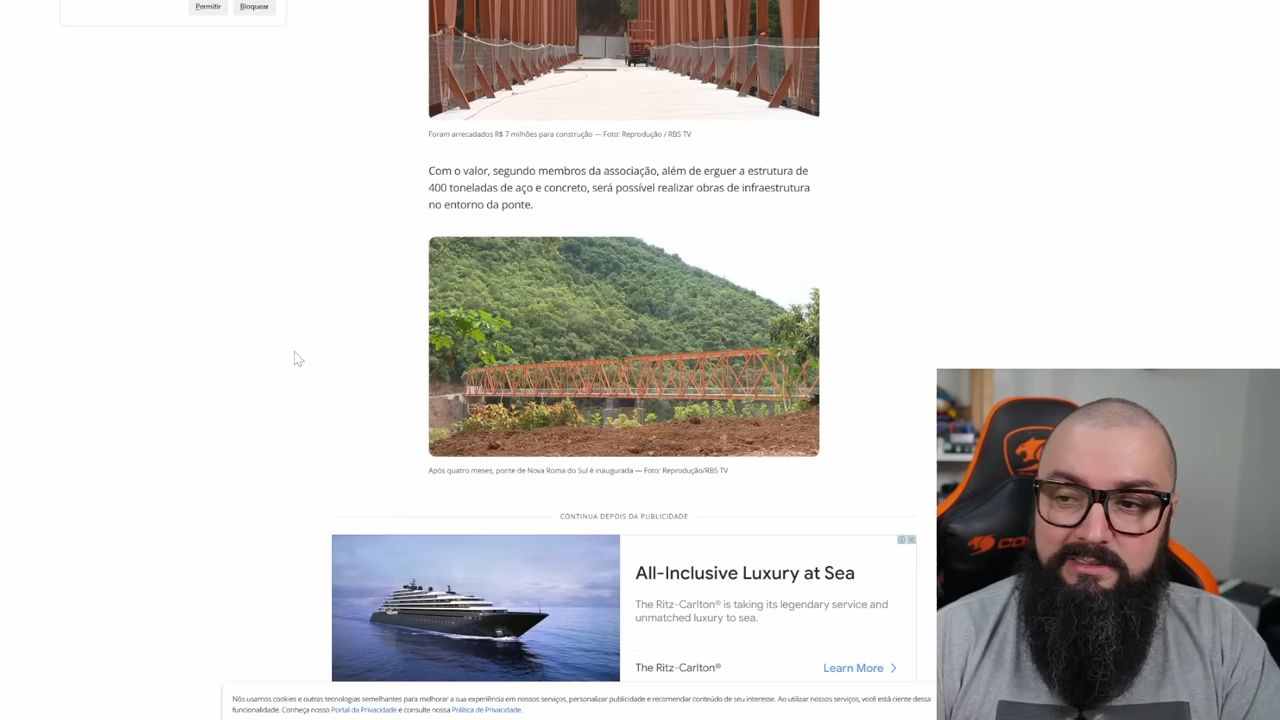 Permitir Bloquear
Foram arrecadados R$ 7 milhões para construção — Foto: Reprodução / RBS TV
Com o valor, segundo membros da associação, além de erguer a estrutura de
400 toneladas de aço e concreto, será possível realizar obras de infraestrutura
no entorno da ponte.
Após quatro meses, ponte de Nova Roma do Sul é inaugurada — Foto: Reprodução/RBS TV
CONTINUA DEPOIS DA PUBLICIDADE
All-Inclusive Luxury at Sea
The Ritz-Carlton® is taking its legendary service and
unmatched luxury to sea.
The Ritz-Carlton® Learn More
Nós usamos cookies e outras tecnologias semelhantes para melhorar a sua experiência em nossos serviços, personalizar publicidade e recomendar conteúdo de seu interesse. Ao utilizar nossos serviços, você está ciente dessa
funcionalidade. Conheça nosso Portal da Privacidade e consulte nossa Política de Privacidade.